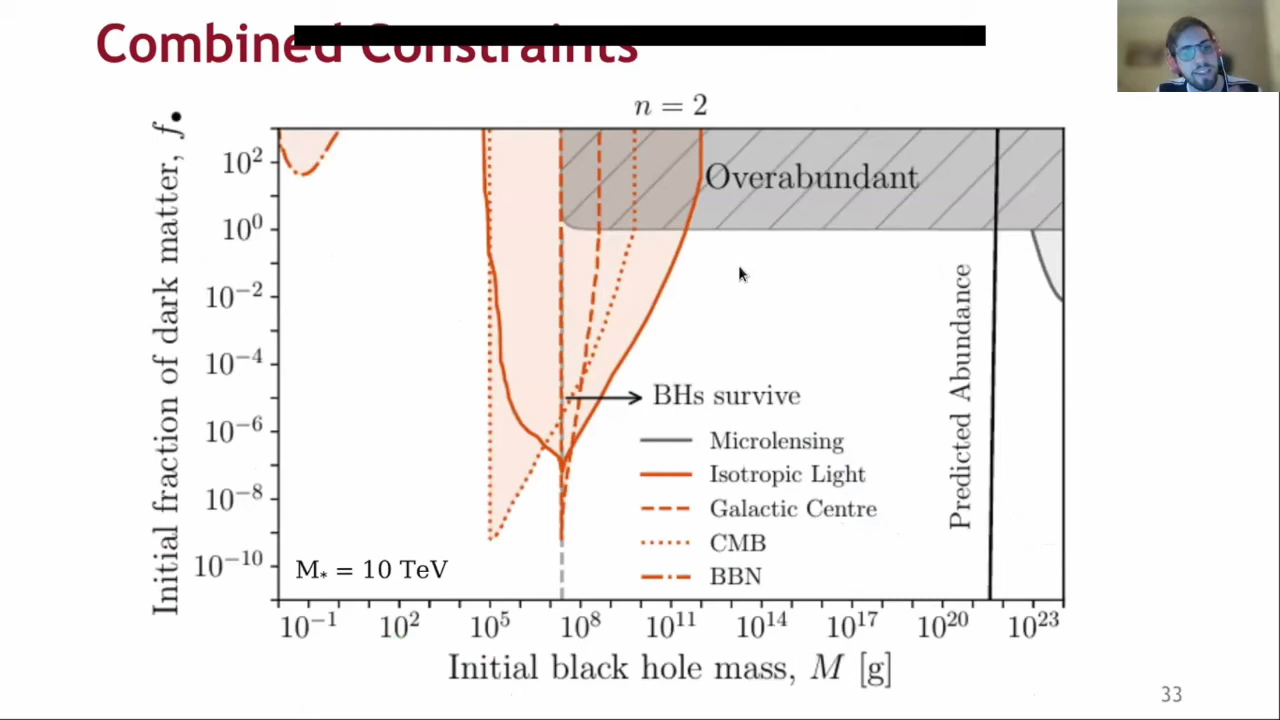 Combined Constraints
n = 2
Initial fraction of dark matter, f•
10² 
10⁰
10⁻²
10⁻⁴
10⁻⁶
10⁻⁸
10⁻¹⁰
Overabundant
BHs survive
Predicted Abundance
Microlensing
Isotropic Light
Galactic Centre
CMB
BBN
M* = 10 TeV
10⁻¹ 10² 10⁵ 10⁸ 10¹¹ 10¹⁴ 10¹⁷ 10²⁰ 10²³
Initial black hole mass, M [g]
33